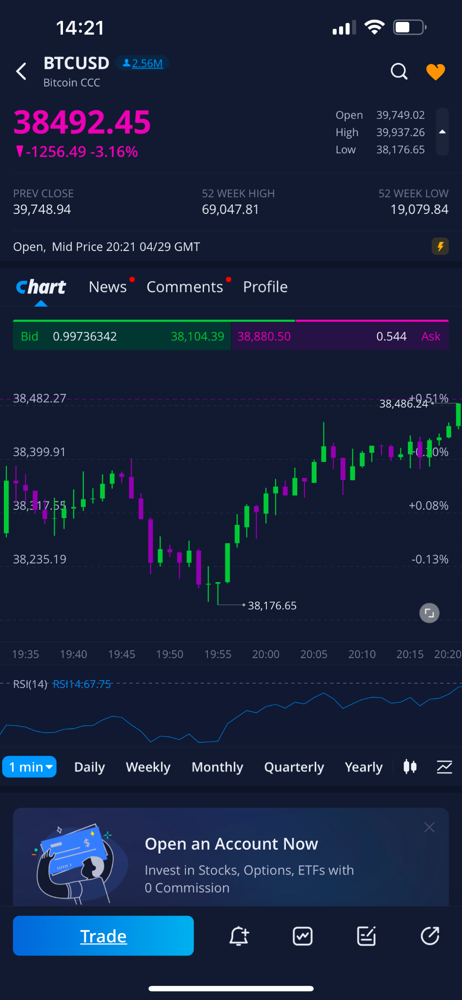 14:21
BTCUSD 2.56M
Bitcoin CCC
38492.45
-1256.49 -3.16%
Open 39,749.02
High 39,937.26
Low 38,176.65
PREV CLOSE 52 WEEK HIGH 52 WEEK LOW
39,748.94 69,047.81 19,079.84
Open, Mid Price 20:21 04/29 GMT
Chart News Comments Profile
Bid 0.99736342 38,104.39 38,880.50 0.544 Ask
38,482.27 +0.51%
38,486.24
38,399.91 -0.30%
38,317.55 +0.08%
38,235.19 -0.13%
38,176.65
19:35 19:40 19:45 19:50 19:55 20:00 20:05 20:10 20:15 20:20
RSI(14) RSI14:67.75
1 min Daily Weekly Monthly Quarterly Yearly
$
Open an Account Now
Invest in Stocks, Options, ETFs with
0 Commission
Trade